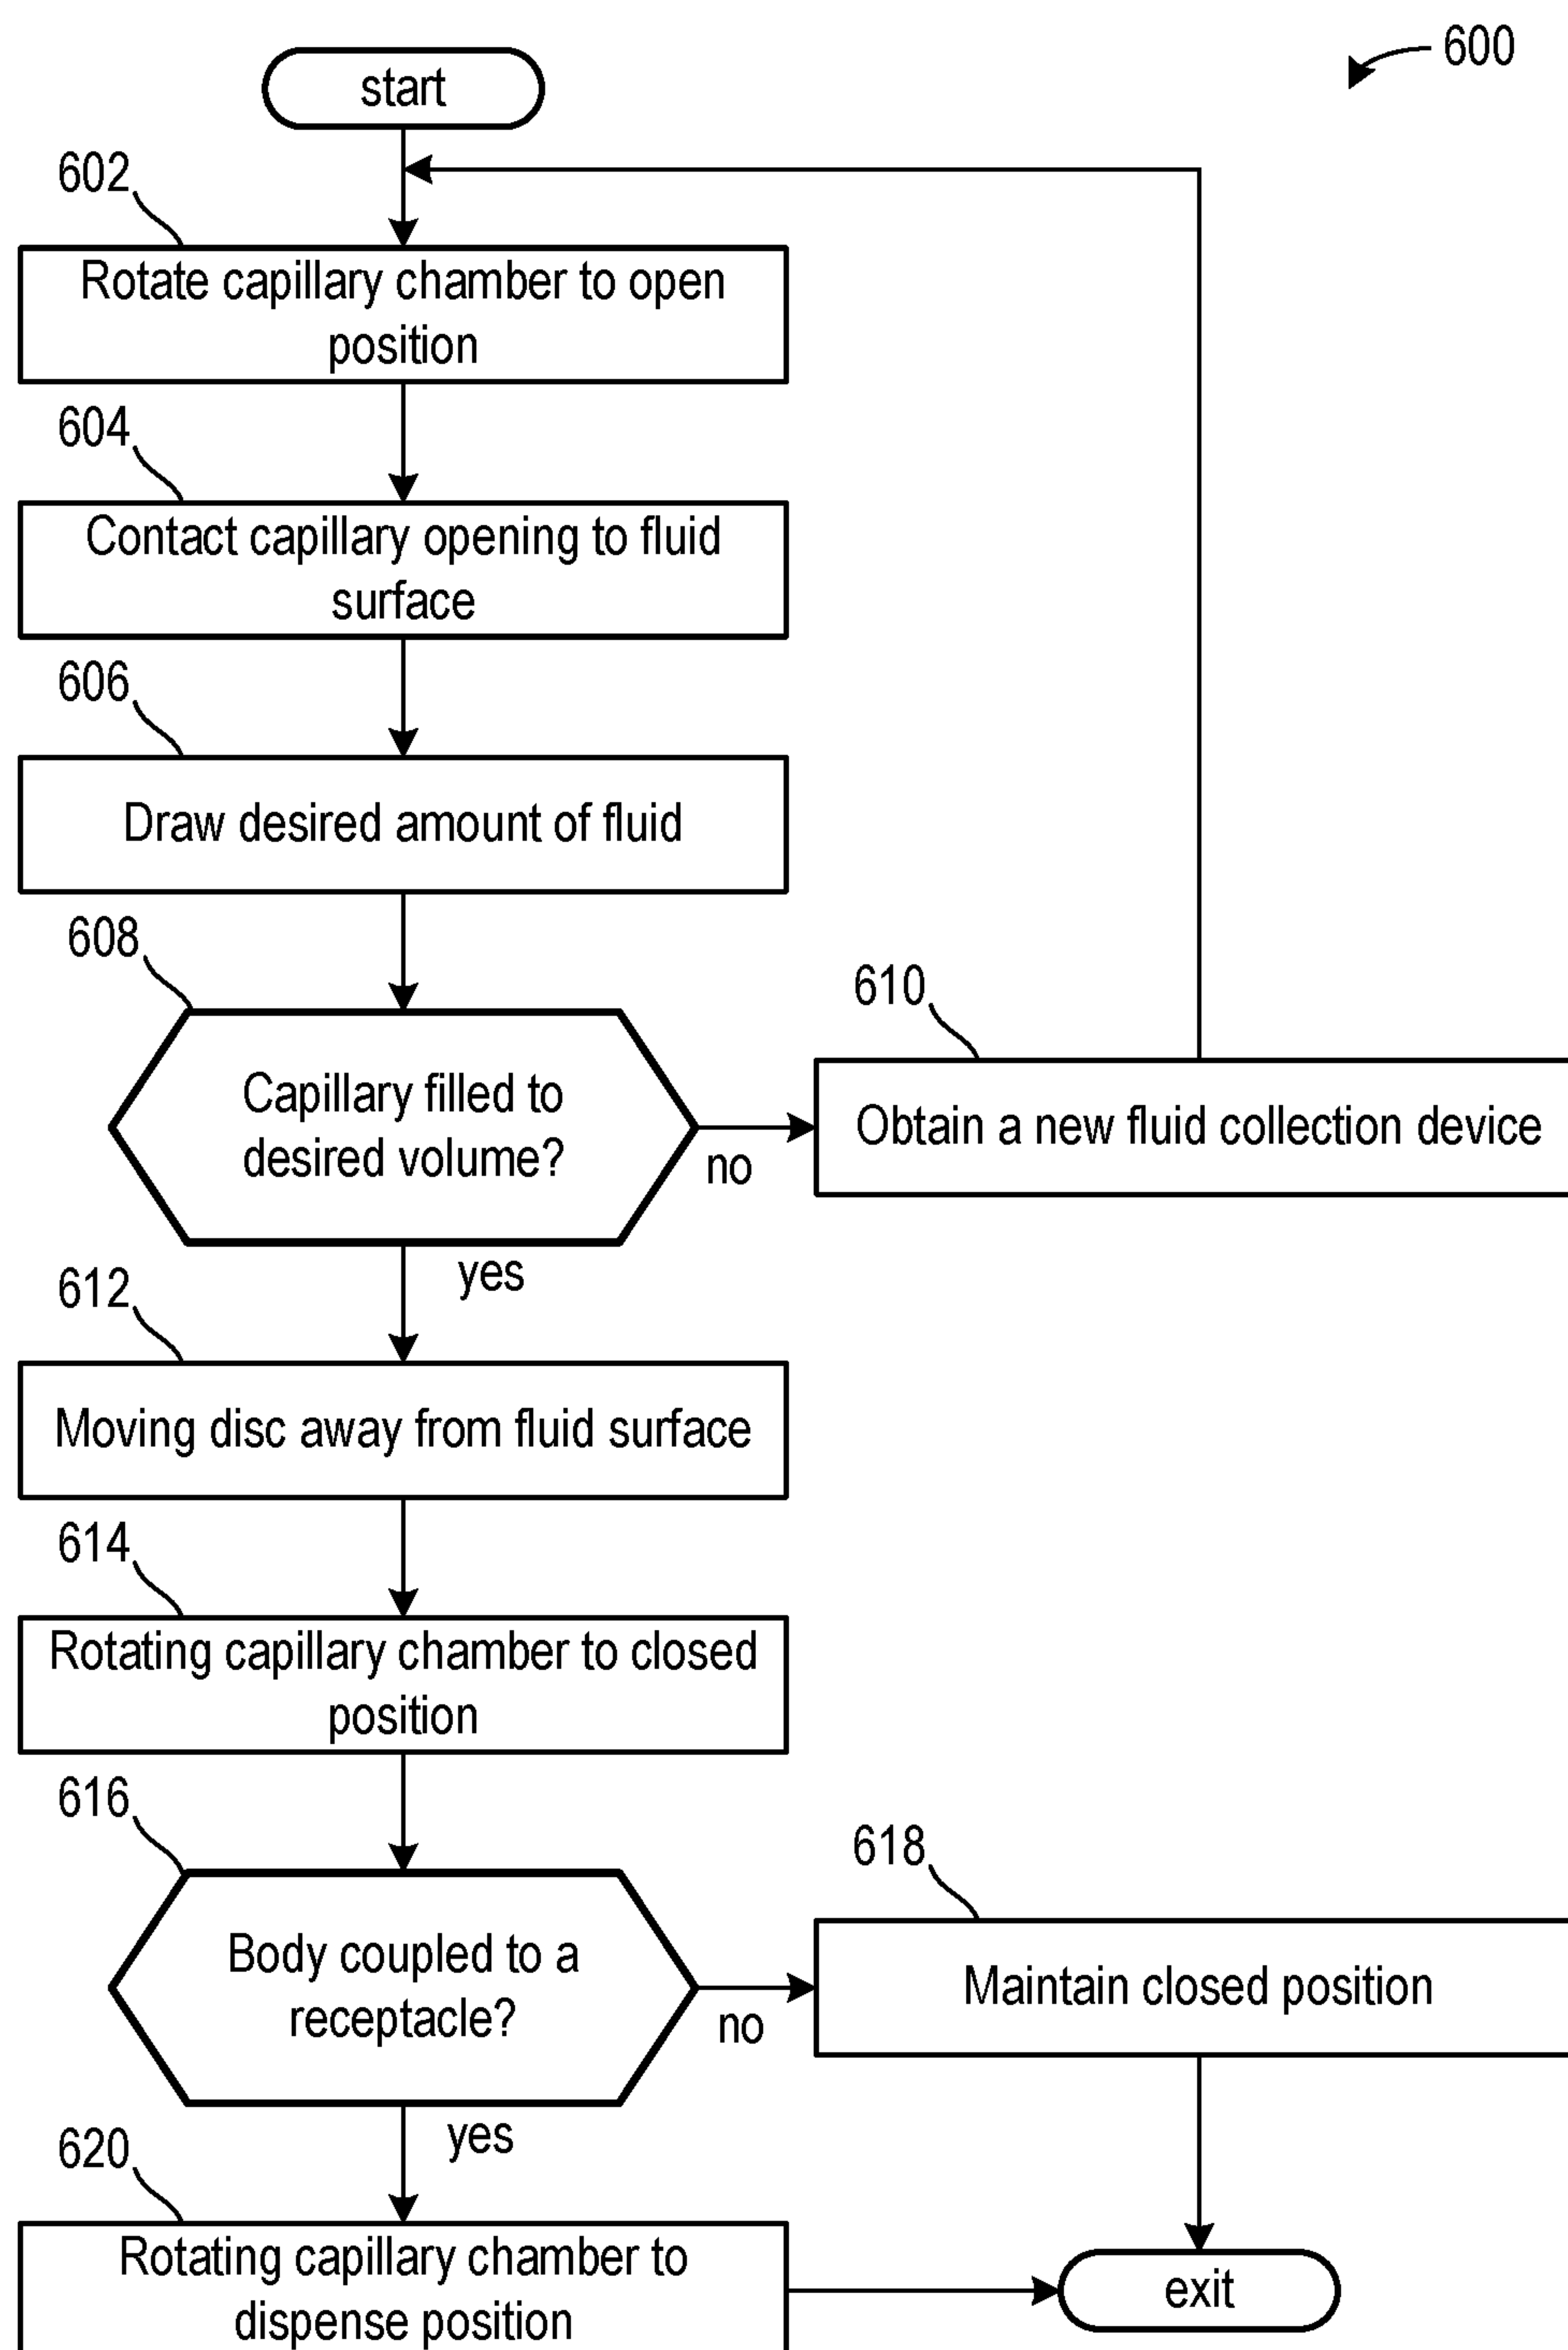 600
start
602
Rotate capillary chamber to open
position
604
Contact capillary opening to fluid
surface
606
Draw desired amount of fluid
608
Capillary filled to
desired volume?
no
610
Obtain a new fluid collection device
yes
612
Moving disc away from fluid surface
614
Rotating capillary chamber to closed
position
616
Body coupled to a
receptacle?
no
618
Maintain closed position
yes
620
Rotating capillary chamber to
dispense position
exit